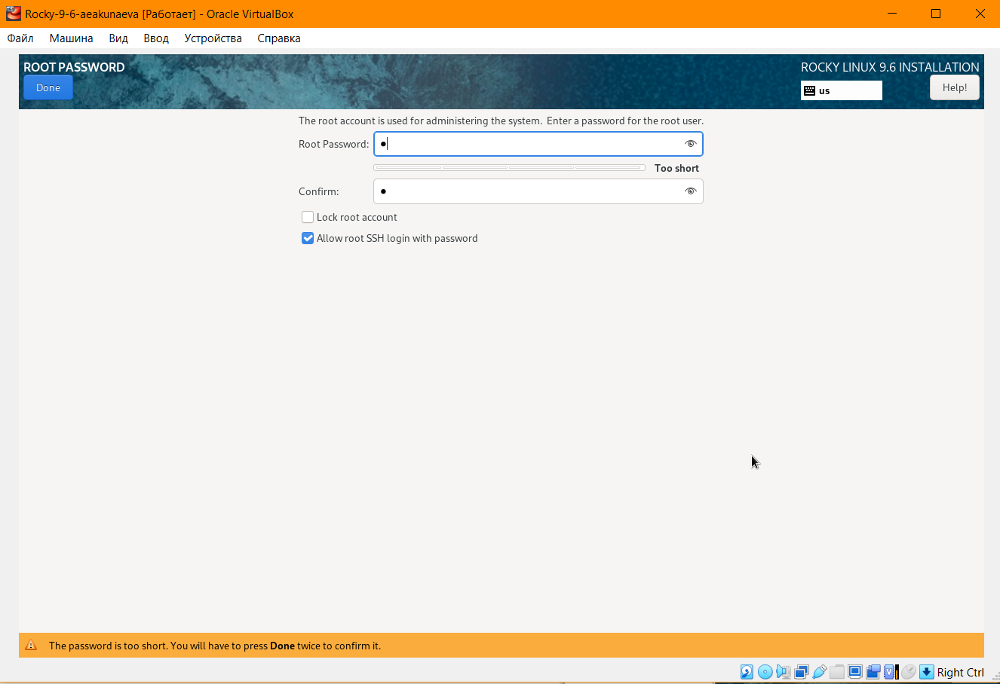 Rocky-9-6-aeakunaeva [Работает] - Oracle VirtualBox
Файл Машина Вид Ввод Устройства Справка
ROOT PASSWORD
ROCKY LINUX 9.6 INSTALLATION
Done
us
Help!
The root account is used for administering the system. Enter a password for the root user.
Root Password: ●
Too short
Confirm: ●
Lock root account
Allow root SSH login with password
The password is too short. You will have to press Done twice to confirm it.
Right Ctrl